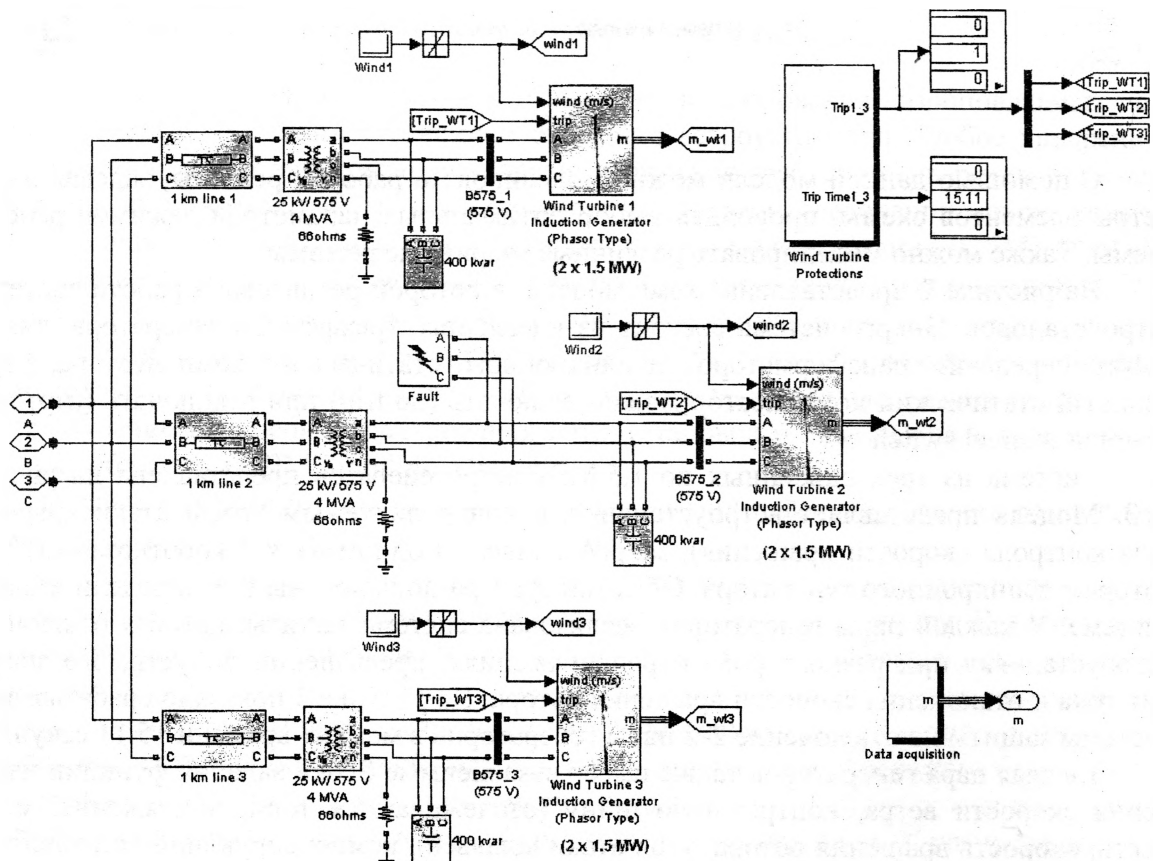 Wind1
wind1
wind (m/s)
[Trip_WT1]
trip
A
B
C
m
m_wt1
B575_1
(575 V)
Wind Turbine 1
Induction Generator
(Phasor Type)
(2 x 1.5 MW)
A
B
C
A
B
C
1 km line 1
A
B
C
a
b
c
n
25 kV/ 575 V
4 MVA
66ohms
A B C
400 kvar
0
1
0
Trip1_3
[Trip_WT1]
[Trip_WT2]
[Trip_WT3]
Trip Time1_3
15.11
Wind Turbine
Protections
Wind2
wind2
wind (m/s)
[Trip_WT2]
trip
A
B
C
m
m_wt2
B575_2
(575 V)
Wind Turbine 2
Induction Generator
(Phasor Type)
(2 x 1.5 MW)
A
B
C
Fault
1
A
2
B
3
C
A
B
C
A
B
C
1 km line 2
A
B
C
a
b
c
n
25 kV/ 575 V
4 MVA
66ohms
A B C
400 kvar
Wind3
wind3
wind (m/s)
[Trip_WT3]
trip
A
B
C
m
m_wt3
B575_3
(575 V)
Wind Turbine 3
Induction Generator
(Phasor Type)
(2 x 1.5 MW)
A
B
C
A
B
C
1 km line 3
A
B
C
a
b
c
n
25 kV/ 575 V
4 MVA
66ohms
A B C
400 kvar
m
1
m
Data acquisition